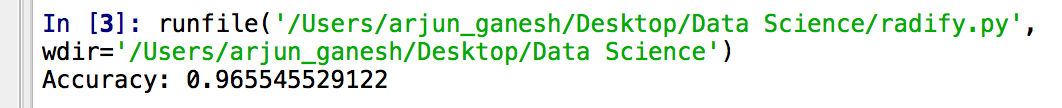 In [3]: runfile('/Users/arjun_ganesh/Desktop/Data Science/radify.py',
wdir='/Users/arjun_ganesh/Desktop/Data Science')
Accuracy: 0.965545529122